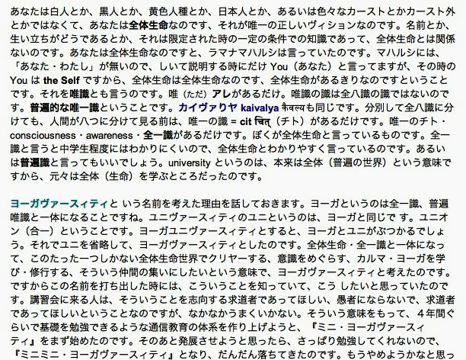 あなたは白人とか、黒人とか、黄色人種とか、日本人とか、あるいは色々なカーストとかカースト外
とかではなくて、あなたは全体生命なのです、それが唯一の正しいヴィションなのです。名前とか、
生い立ちがどうであるとか、それは限定された時の一定の条件での知識であって、全体生命とは関係
ないのです。あなたは全体生命なのですと、ラマナマハルシは言っていたのです。マハルシには、
「あなた・わたし」が無いので、しいて説明する時にだけ You（あなた）と言ってますが、その時の
You は the Self ですから、全体生命は全体生命なのです、全体生命があるきりなのですということ
です。それを唯識とも言うのです。唯（ただ）アレがあるだけ。唯識の識は全八識の識ではないので
す。普遍的な唯一識ということです。カイヴァりヤ kaivalya कैवल्यも同じです。分別して全八識に分
けても、人間が八つに分けて見る前は、唯一の識 = cit चित्（チト）があるだけです。唯一のチト・
consciousness・awareness・全一識があるだけです。ぼくが全体生命と言っているものです。全一
識と言うと中学生程度にはわかりにくいので、全体生命とわかりやすく言っているのです。あるい
は普遍識と言ってもいいでしょう。university というのは、本来は全体（普遍の世界）という意味で
すから、元々は全体（生命）を学ぶところだったのです。
ヨーガヴァースィティと いう名前を考えた理由を話しておきます。ヨーガというのは全一識、普遍
唯識と一体になることですね。ユニヴァースィティのユニというのは、ヨーガと同じで す。ユニオ
ン（合一）ということです。ヨーガユニヴァースィティとすると、ヨーガとユニがぶつかるでしょ
う。それでユニを省略して、ヨーガヴァースィティとしたのです。全体生命・全一識と一体になっ
て、このたった一つしかない全体生命世界でクリヤーする、意識をめぐらす、カルマ・ヨーガを学
び・修行する、そういう仲間の集いにしたいという意味で、ヨーガヴァースィティと考えたのです。
ですからこの名前を打ち出した時には、こういうことを知っていて、こう したいと思っていたので
す。講習会に来る人は、そういうことを志向する求道者であってほしい、愚者にならないで、求道者
であってほしいということなのですが、なかなかうまくいかない。そういう意味をもって、4 年間ぐ
らいで基礎を勉強できるような通信教育の体系を作り上げようと、『ミニ・ヨーガヴァースィ
ティ』をまず始めたのです。そのあと発展させようと思ったら、さっぱり勉強してくれないので、
『ミニミニ・ヨーガヴァースィティ』となり、だんだん落ちてきたのです。もうやめようかなと思っ